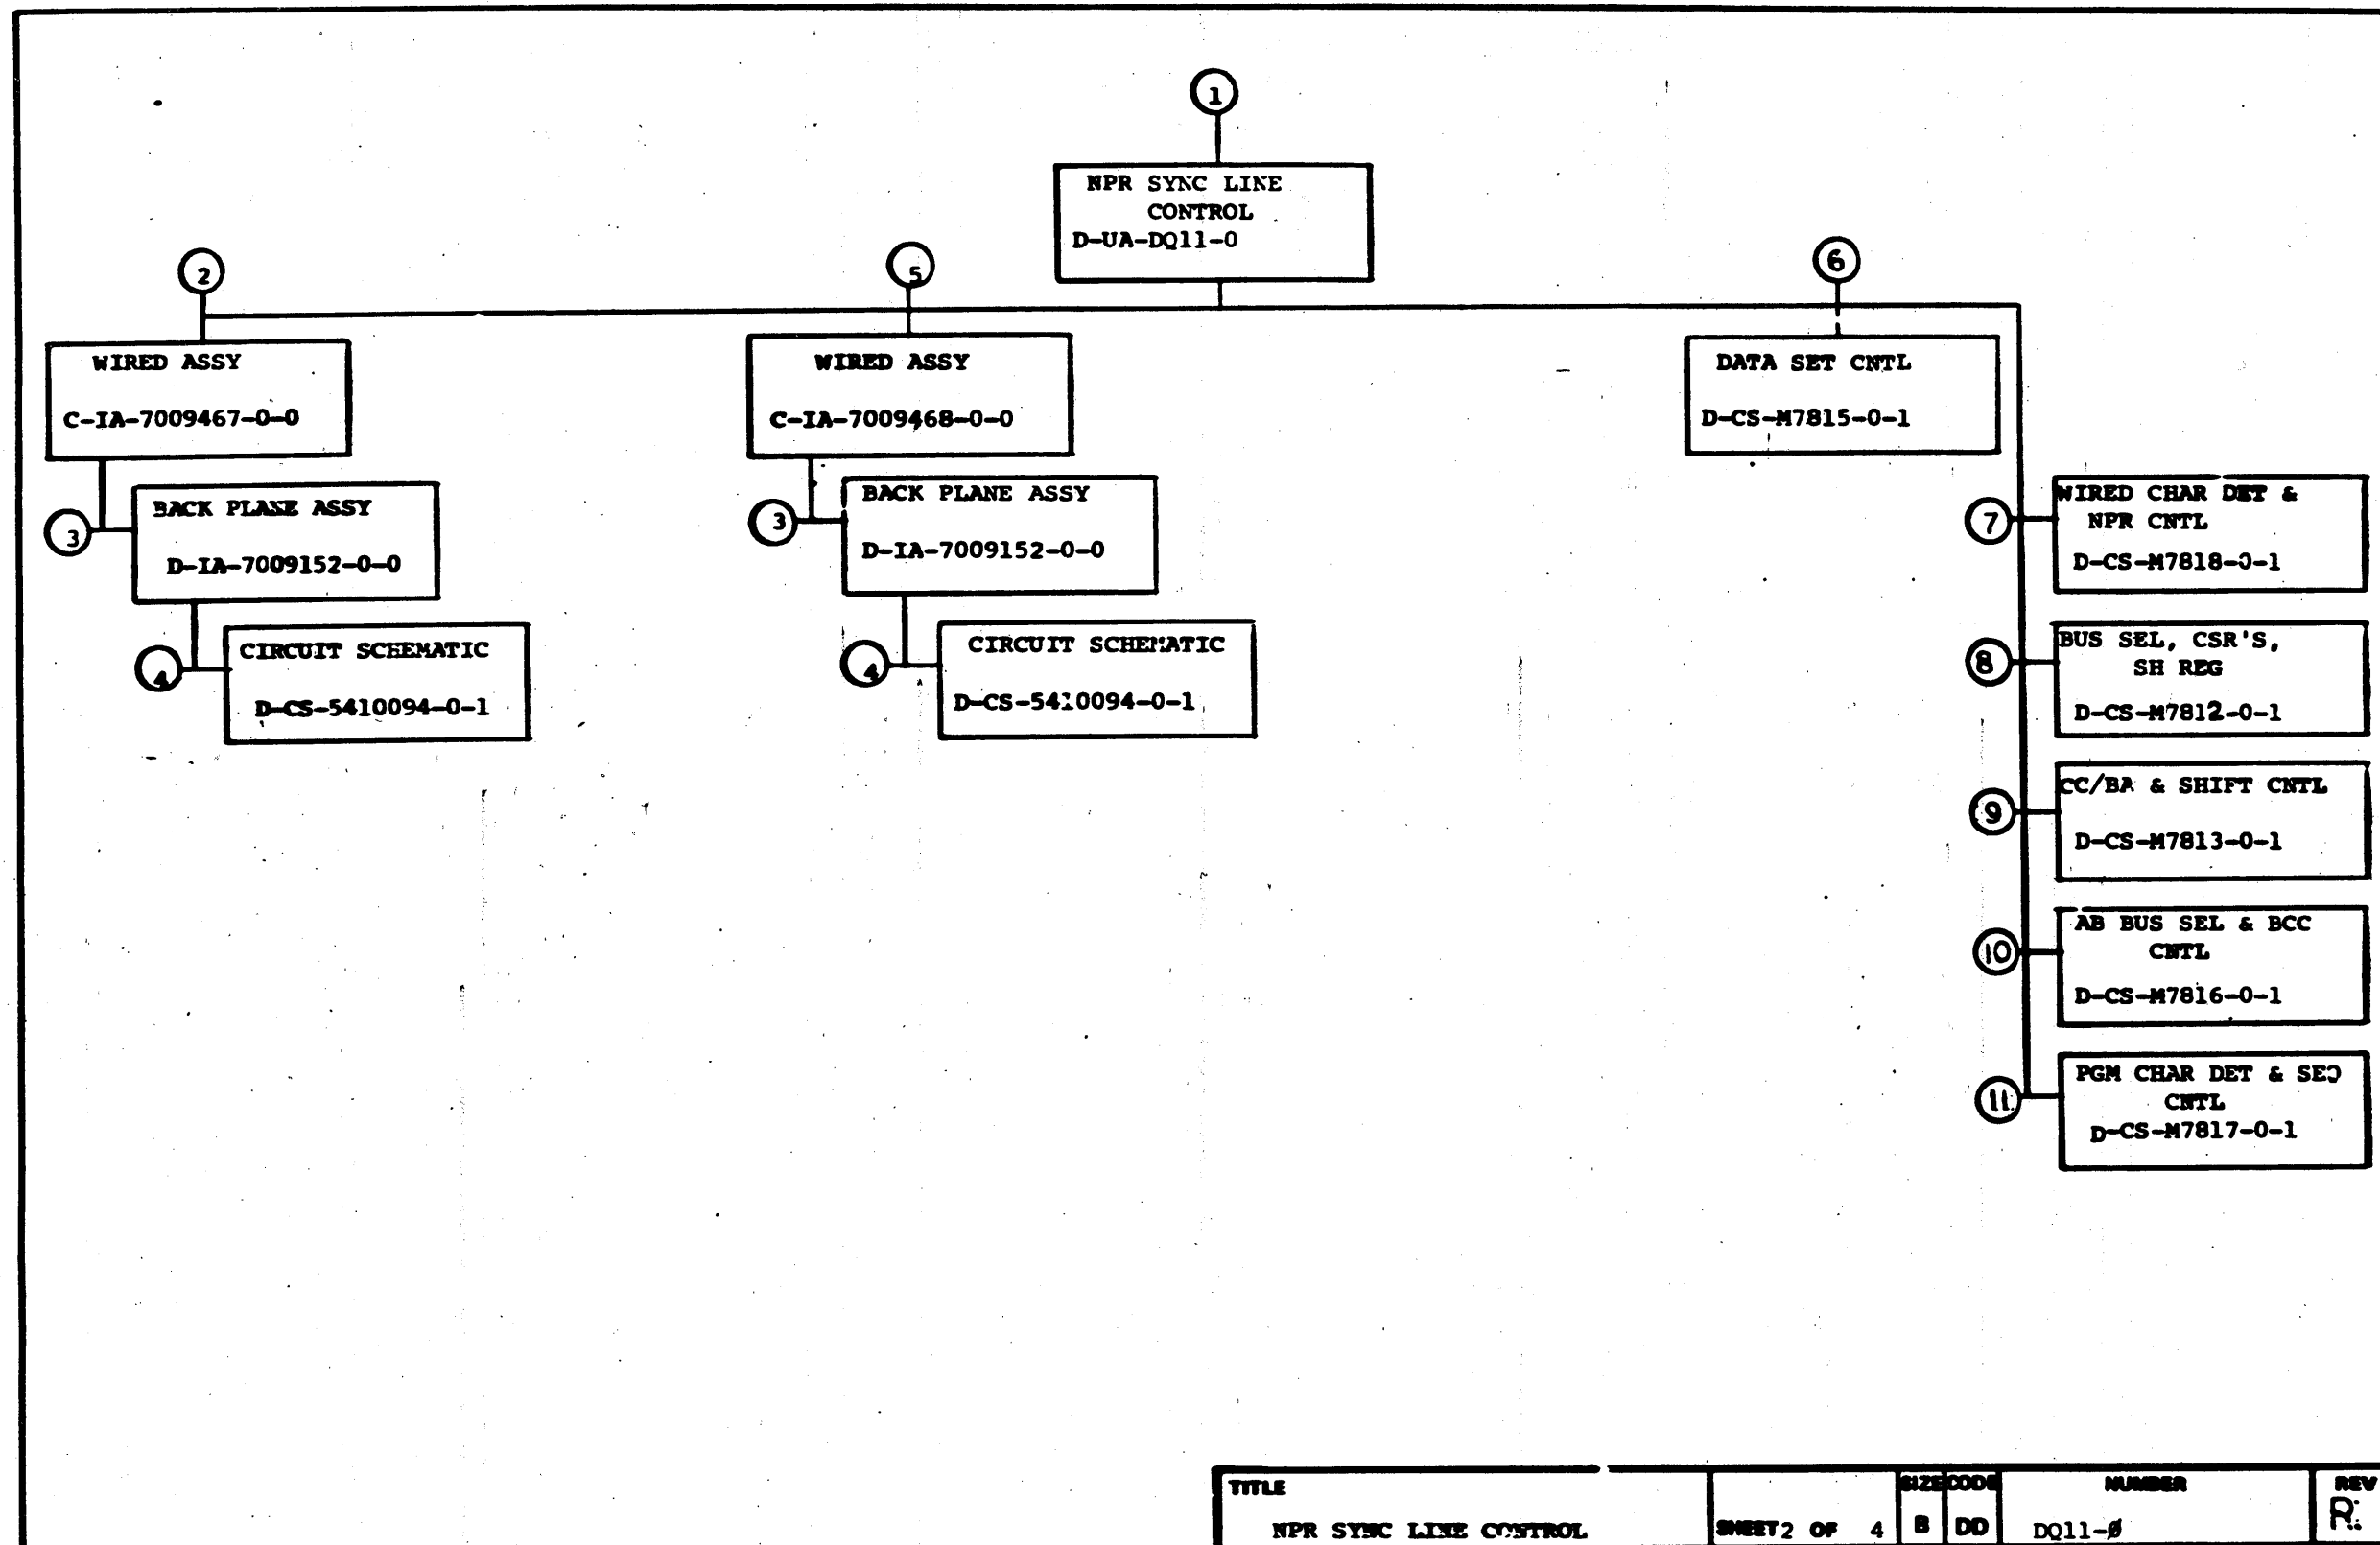 1
NPR SYNC LINE
CONTROL
D-UA-DQ11-0
2
WIRED ASSY
C-IA-7009467-0-0
3
BACK PLANE ASSY
D-IA-7009152-0-0
4
CIRCUIT SCHEMATIC
D-CS-5410094-0-1
5
WIRED ASSY
C-IA-7009468-0-0
3
BACK PLANE ASSY
D-IA-7009152-0-0
4
CIRCUIT SCHEMATIC
D-CS-5410094-0-1
6
DATA SET CNTL
D-CS-M7815-0-1
7
WIRED CHAR DET &
NPR CNTL
D-CS-M7818-0-1
8
BUS SEL, CSR'S,
SH REG
D-CS-M7812-0-1
9
CC/BA & SHIFT CNTL
D-CS-M7813-0-1
10
AB BUS SEL & BCC
CNTL
D-CS-M7816-0-1
11
PGM CHAR DET & SEQ
CNTL
D-CS-M7817-0-1
TITLE
NPR SYNC LINE CONTROL
SHEET 2 OF 4
SIZE
B
CODE
DD
NUMBER
DQ11-Ø
REV
R